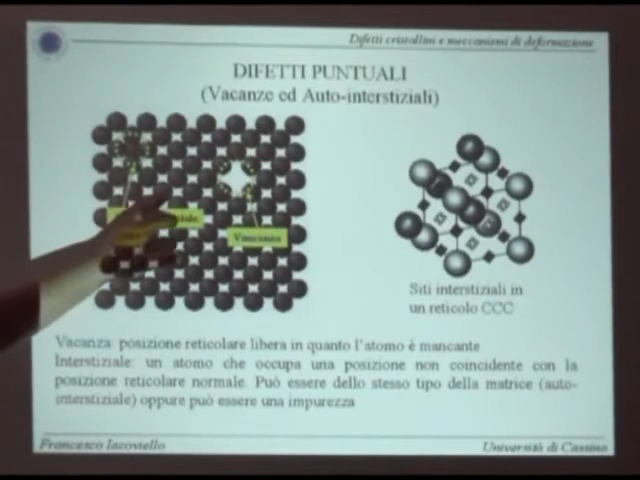 Difetti cristallini e meccanismi di deformazione
DIFETTI PUNTUALI
(Vacanze ed Auto-interstiziali)
Vacanza
Siti interstiziali in
un reticolo CCC
Vacanza: posizione reticolare libera in quanto l'atomo è mancante
Interstiziale: un atomo che occupa una posizione non coincidente con la
posizione reticolare normale. Può essere dello stesso tipo della matrice (auto-
interstiziale) oppure può essere una impurezza
Francesco Iacoviello
Università di Cassino